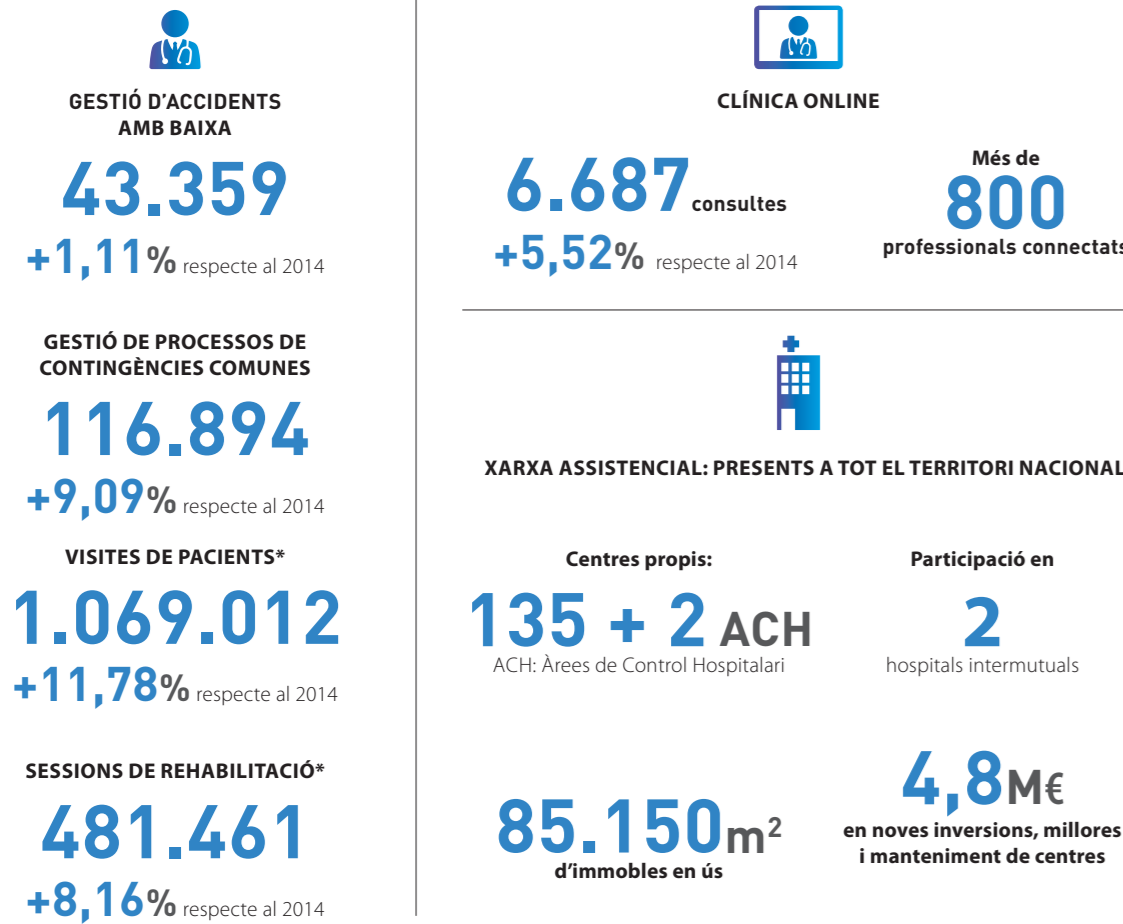 GESTIÓ D'ACCIDENTS
AMB BAIXA
43.359
+1,11% respecte al 2014
GESTIÓ DE PROCESSOS DE
CONTINGÈNCIES COMUNES
116.894
+9,09% respecte al 2014
VISITES DE PACIENTS*
1.069.012
+11,78% respecte al 2014
SESSIONS DE REHABILITACIÓ*
481.461
+8,16% respecte al 2014
CLÍNICA ONLINE
6.687 consultes
+5,52% respecte al 2014
Més de
800
professionals connectats
XARXA ASSISTENCIAL: PRESENTS A TOT EL TERRITORI NACIONAL
Centres propis:
135 + 2 ACH
ACH: Àrees de Control Hospitalari
Participació en
2
hospitals intermutuals
85.150 m²
d'immobles en ús
4,8M€
en noves inversions, millores
i manteniment de centres